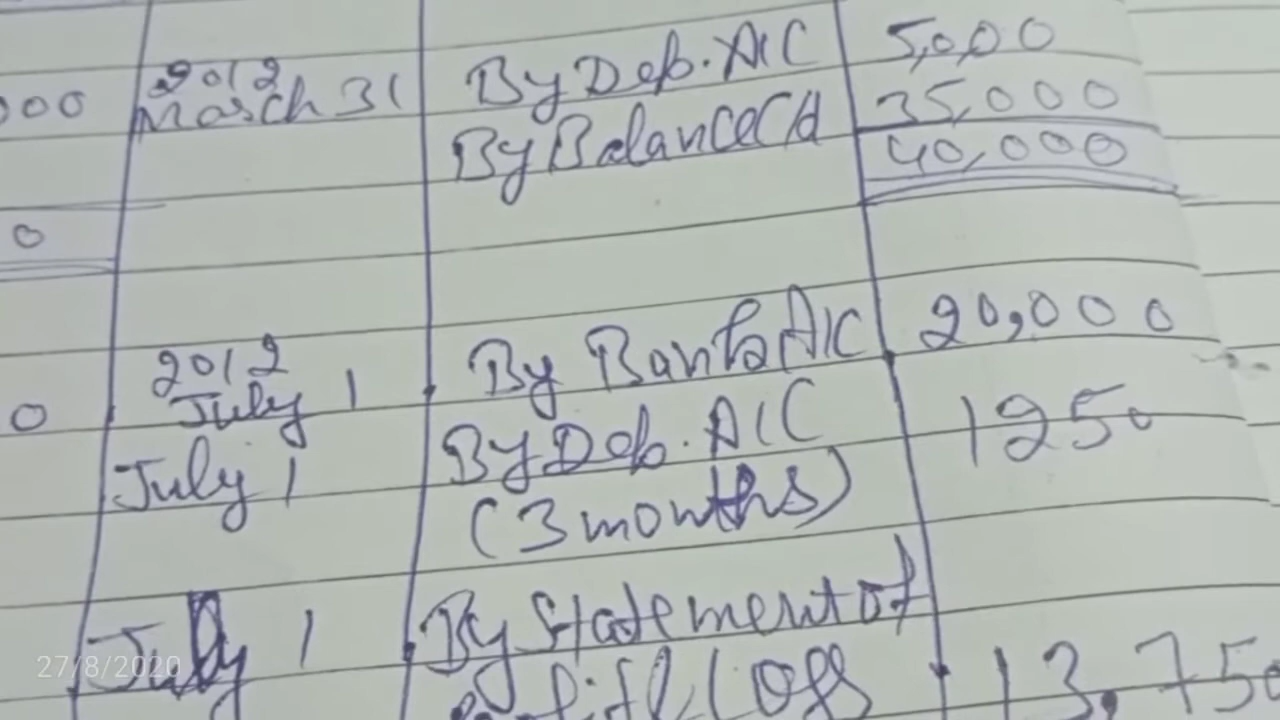 2012 By Dep. A/C 5,000
000 March 31 By Balance C/d 35,000
40,000
0
2012 By Bank A/C 20,000
0 July 1 By Dep. A/C 1250
July 1 (3 months)
July 1 By Statement of
Loss 13,750
27/8/2020